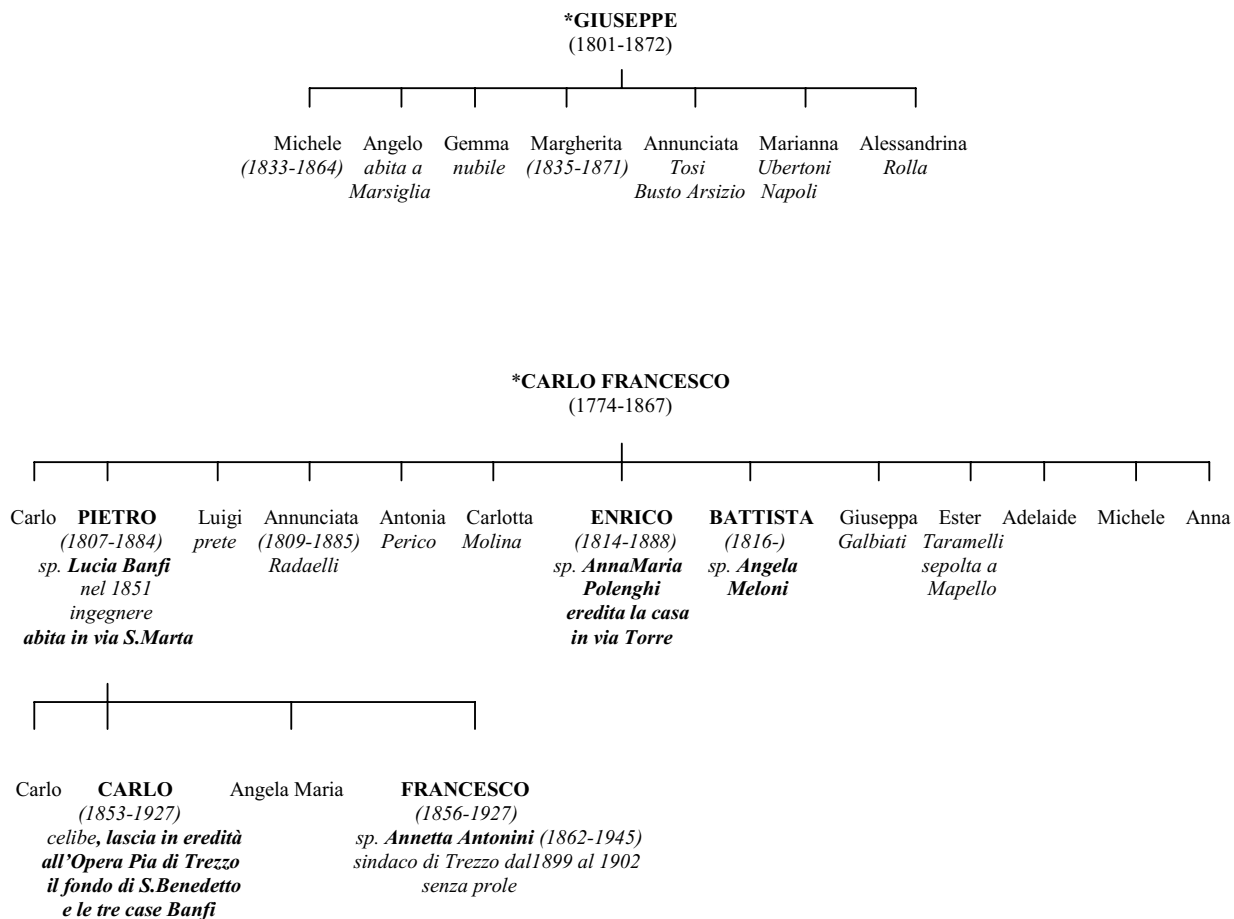 *GIUSEPPE
(1801-1872)
Michele Angelo Gemma Margherita Annunciata Marianna Alessandrina
(1833-1864) abita a nubile (1835-1871) Tosi Ubertoni Rolla
Marsiglia Busto Arsizio Napoli
*CARLO FRANCESCO
(1774-1867)
Carlo PIETRO Luigi Annunciata Antonia Carlotta ENRICO BATTISTA Giuseppa Ester Adelaide Michele Anna
(1807-1884) prete (1809-1885) Perico Molina (1814-1888) (1816-) Galbiati Taramelli
sp. Lucia Banfi Radaelli sp. AnnaMaria sp. Angela sepolta a
nel 1851 Polenghi Meloni Mapello
ingegnere eredita la casa
abita in via S.Marta in via Torre
Carlo CARLO Angela Maria FRANCESCO
(1853-1927) (1856-1927)
celibe, lascia in eredità sp. Annetta Antonini (1862-1945)
all'Opera Pia di Trezzo sindaco di Trezzo dal1899 al 1902
il fondo di S.Benedetto senza prole
e le tre case Banfi